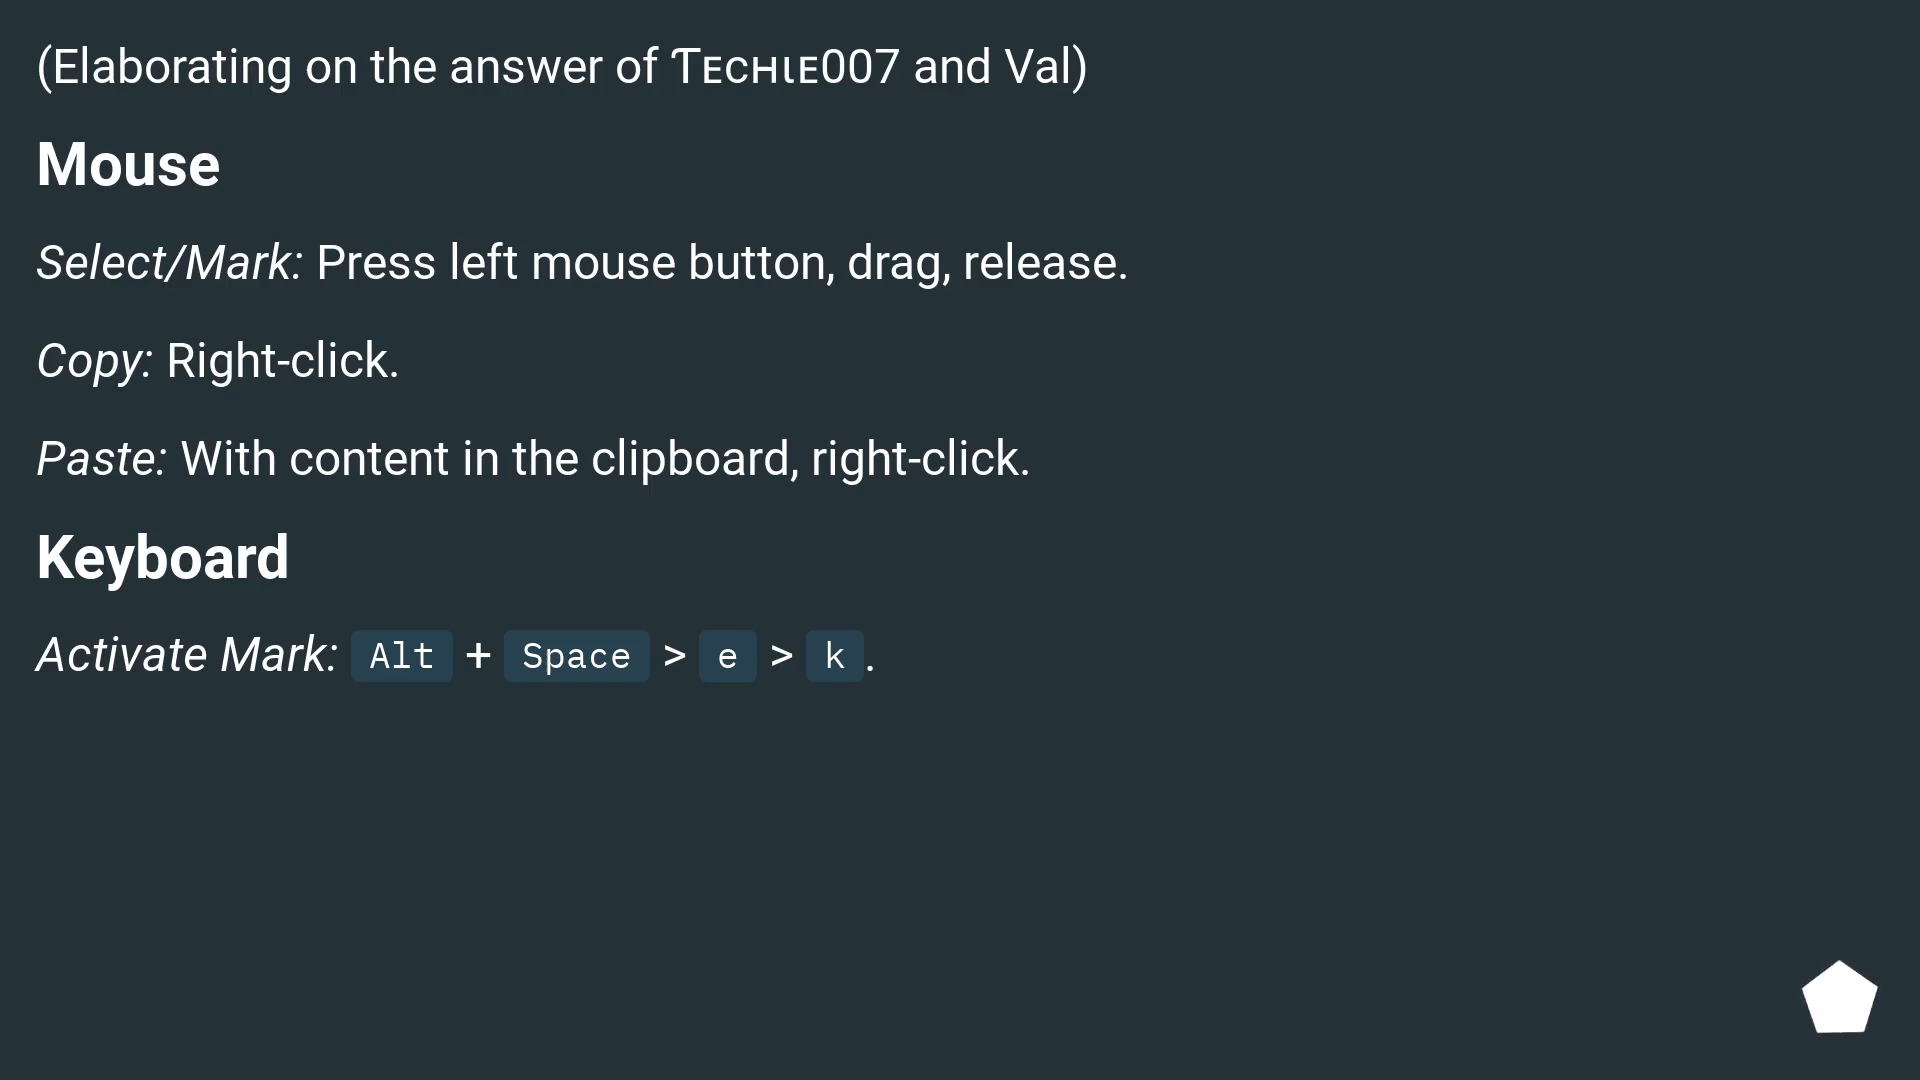 (Elaborating on the answer of Ƭᴇcʜιᴇ007 and Val)
Mouse
Select/Mark: Press left mouse button, drag, release.
Copy: Right-click.
Paste: With content in the clipboard, right-click.
Keyboard
Activate Mark: Alt + Space > e > k.